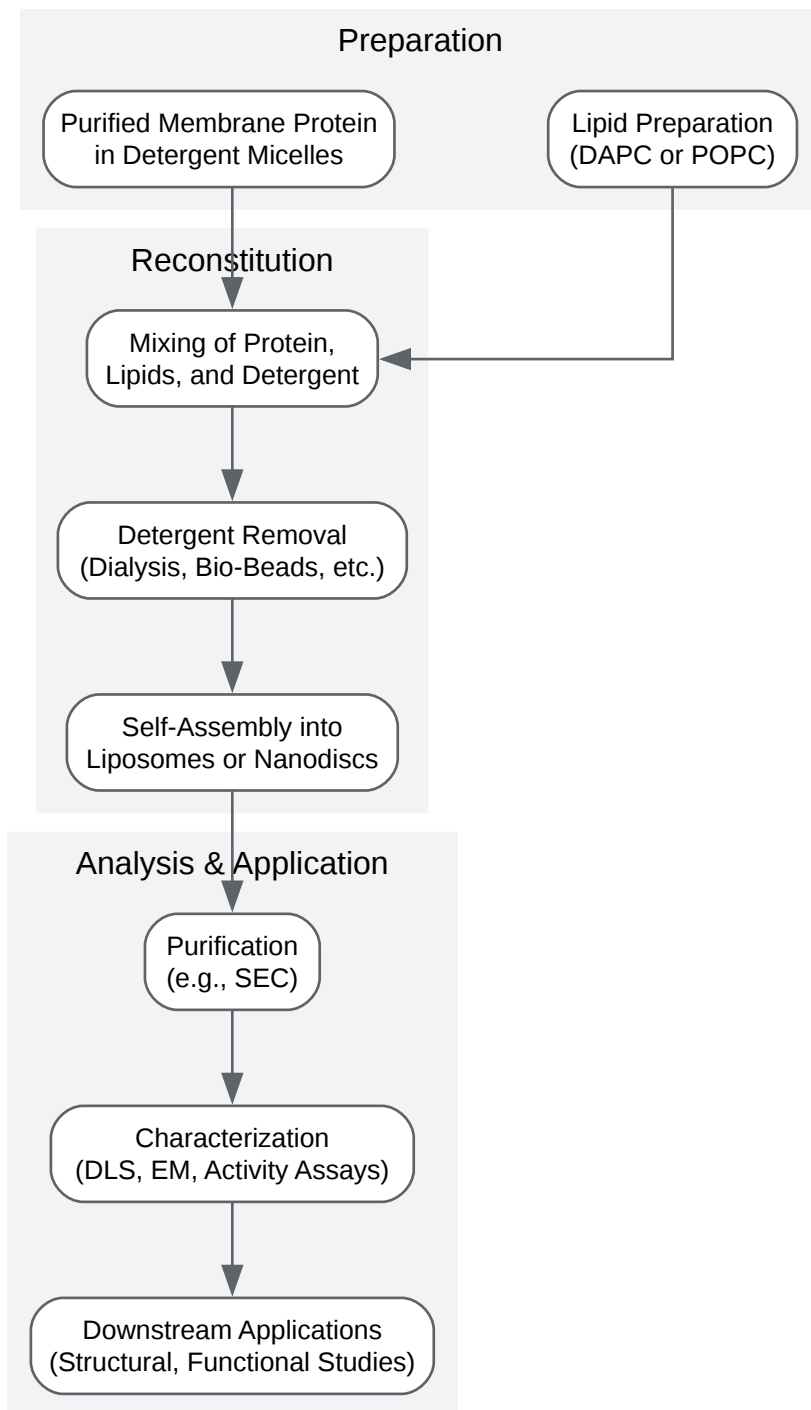 Preparation
Purified Membrane Protein
in Detergent Micelles
Lipid Preparation
(DAPC or POPC)
Reconstitution
Mixing of Protein,
Lipids, and Detergent
Detergent Removal
(Dialysis, Bio-Beads, etc.)
Self-Assembly into
Liposomes or Nanodiscs
Analysis & Application
Purification
(e.g., SEC)
Characterization
(DLS, EM, Activity Assays)
Downstream Applications
(Structural, Functional Studies)